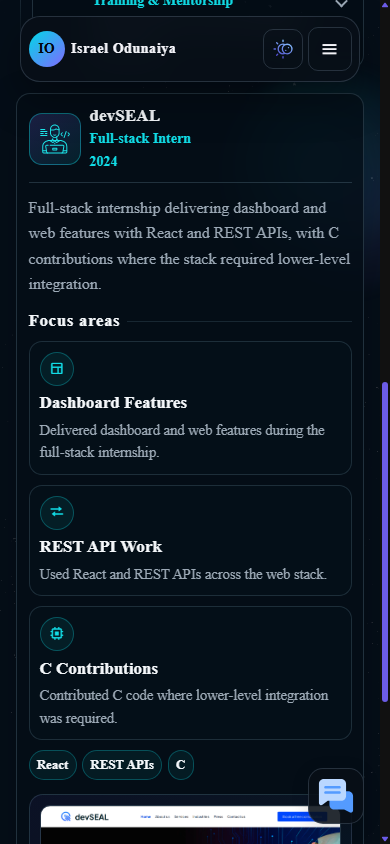 Training & Mentorship
IO
Israel Odunaiya
devSEAL
Full-stack Intern
2024
Full-stack internship delivering dashboard and
web features with React and REST APIs, with C
contributions where the stack required lower-level
integration.
Focus areas
Dashboard Features
Delivered dashboard and web features during the
full-stack internship.
REST API Work
Used React and REST APIs across the web stack.
C Contributions
Contributed C code where lower-level integration
was required.
React
REST APIs
C
devSEAL